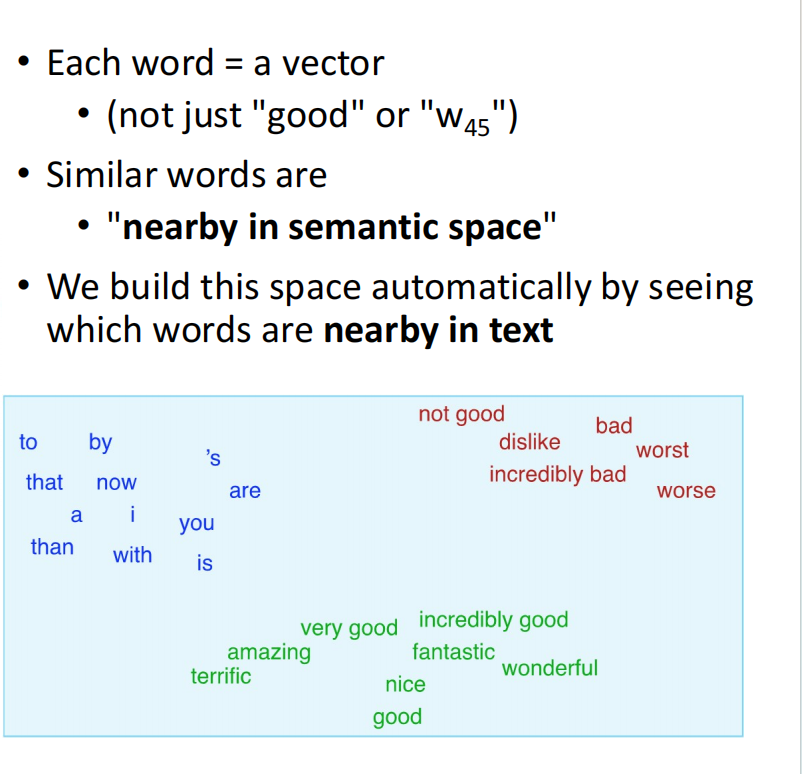 • Each word = a vector
• (not just "good" or "w45")
• Similar words are
• "nearby in semantic space"
• We build this space automatically by seeing
which words are nearby in text
not good
bad
to by
dislike
's
worst
incredibly bad
that now
are
worse
a i you
than with is
very good incredibly good
amazing fantastic
terrific wonderful
nice
good